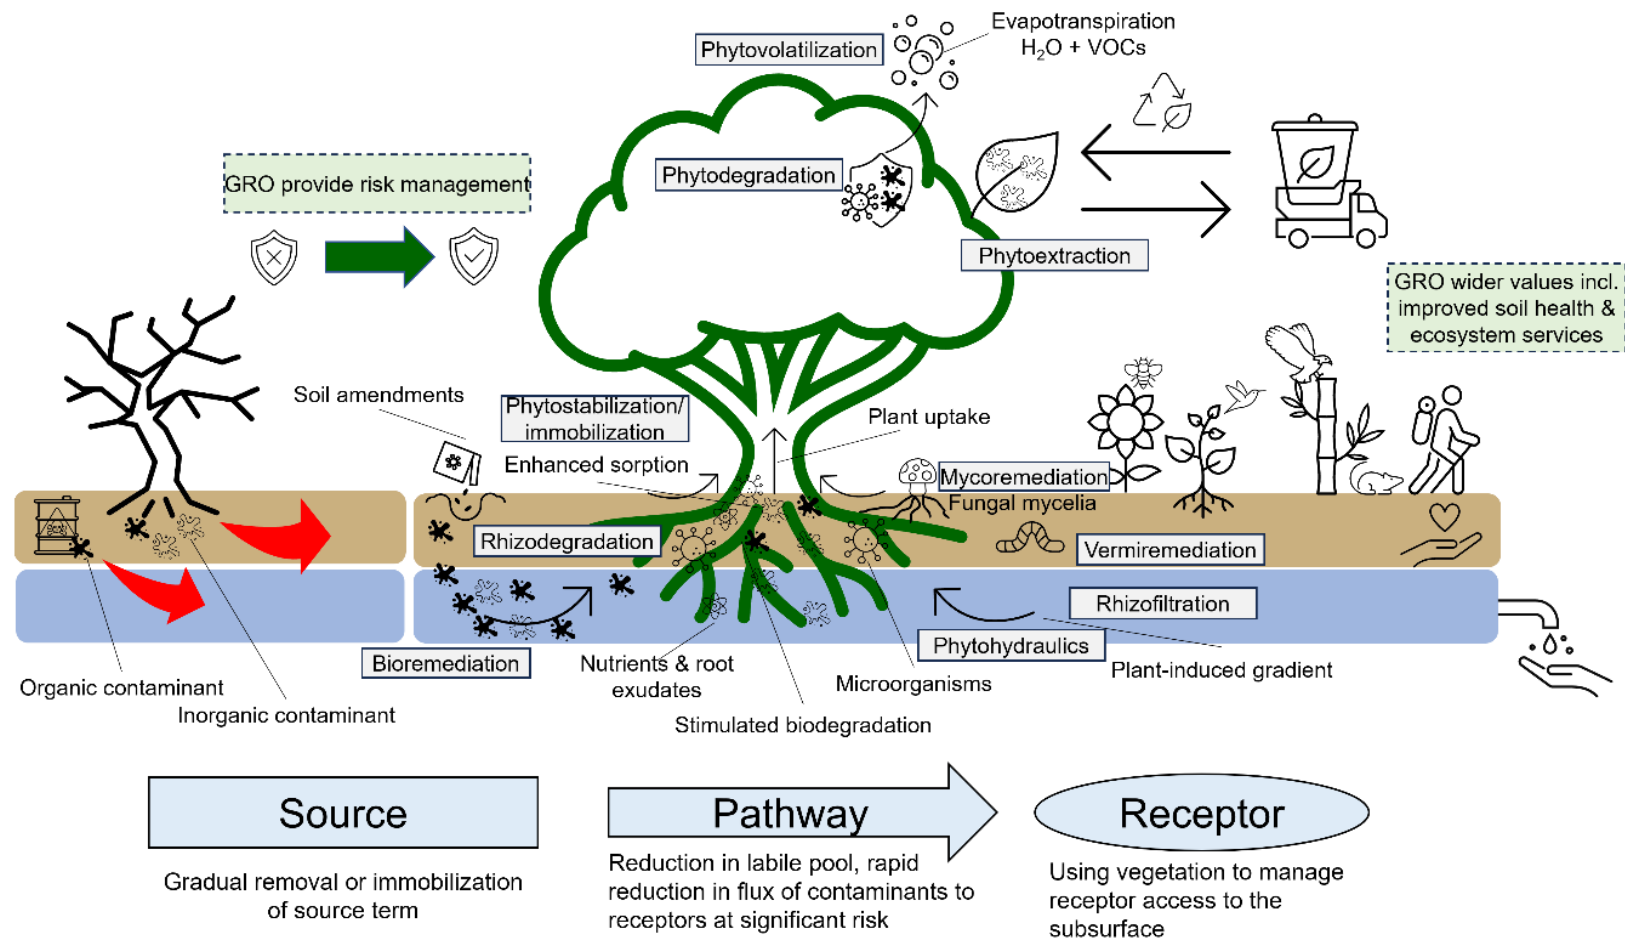 Evapotranspiration
H₂O + VOCs
Phytovolatilization
Phytodegradation
GRO provide risk management
Phytoextraction
GRO wider values incl.
improved soil health &
ecosystem services
Soil amendments
Phytostabilization/
immobilization
Enhanced sorption
Plant uptake
Mycoremediation
Fungal mycelia
Rhizodegradation
Vermiremediation
Rhizofiltration
Phytohydraulics
Bioremediation
Nutrients & root
exudates
Microorganisms
Plant-induced gradient
Organic contaminant
Inorganic contaminant
Stimulated biodegradation
Source
Gradual removal or immobilization
of source term
Pathway
Reduction in labile pool, rapid
reduction in flux of contaminants to
receptors at significant risk
Receptor
Using vegetation to manage
receptor access to the
subsurface